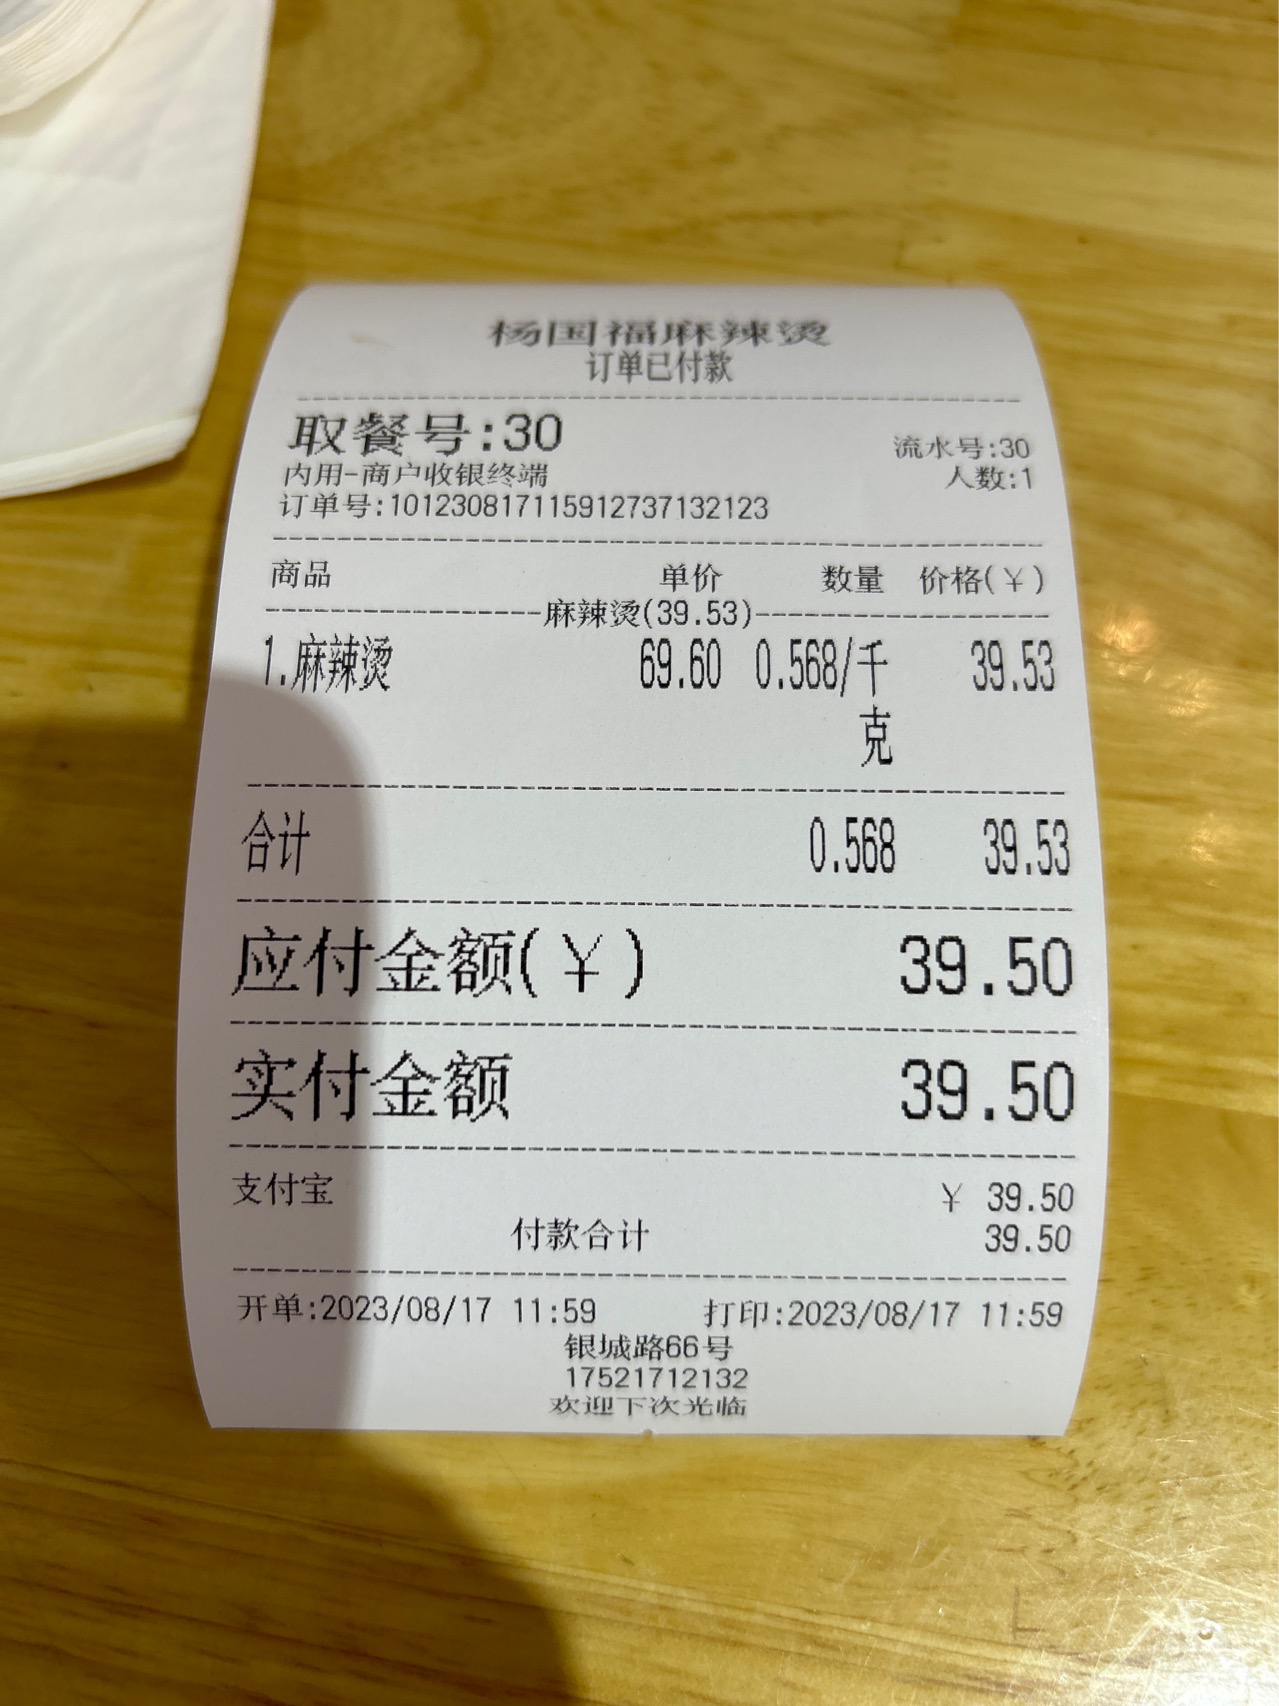 杨国福麻辣烫
订单已付款
取餐号:30
流水号:30
内用-商户收银终端
人数:1
订单号:101230817115912737132123
商品 单价 数量 价格(¥)
麻辣烫(39.53)
1.麻辣烫 69.60 0.568/千克 39.53
合计 0.568 39.53
应付金额(¥) 39.50
实付金额 39.50
支付宝 ¥ 39.50
付款合计 39.50
开单:2023/08/17 11:59 打印:2023/08/17 11:59
银城路66号
17521712132
欢迎下次光临